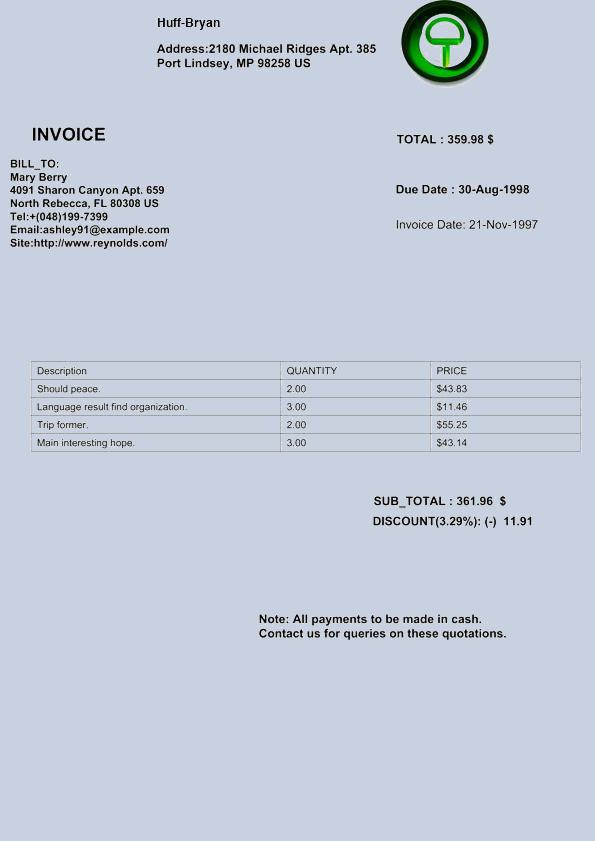 Huff-Bryan
Address:2180 Michael Ridges Apt. 385
Port Lindsey, MP 98258 US
INVOICE
TOTAL : 359.98 $
BILL_TO:
Mary Berry
4091 Sharon Canyon Apt. 659
North Rebecca, FL 80308 US
Tel:+(048)199-7399
Email:ashley91@example.com
Site:http://www.reynolds.com/
Due Date : 30-Aug-1998
Invoice Date: 21-Nov-1997
Description QUANTITY PRICE
Should peace. 2.00 $43.83
Language result find organization. 3.00 $11.46
Trip former. 2.00 $55.25
Main interesting hope. 3.00 $43.14
SUB_TOTAL : 361.96 $
DISCOUNT(3.29%): (-) 11.91
Note: All payments to be made in cash.
Contact us for queries on these quotations.